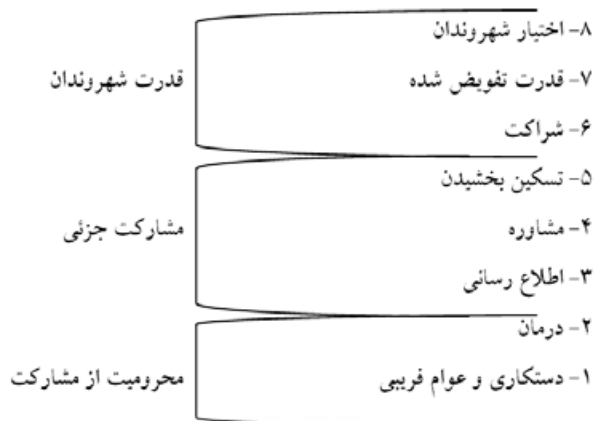 ۸- اختیار شهروندان
۷- قدرت تفویض شده
قدرت شهروندان
۶- شراکت
۵- تسکین بخشیدن
۴- مشاوره
مشارکت جزئی
۳- اطلاع رسانی
۲- درمان
۱- دستکاری و عوام فریبی
محرومیت از مشارکت